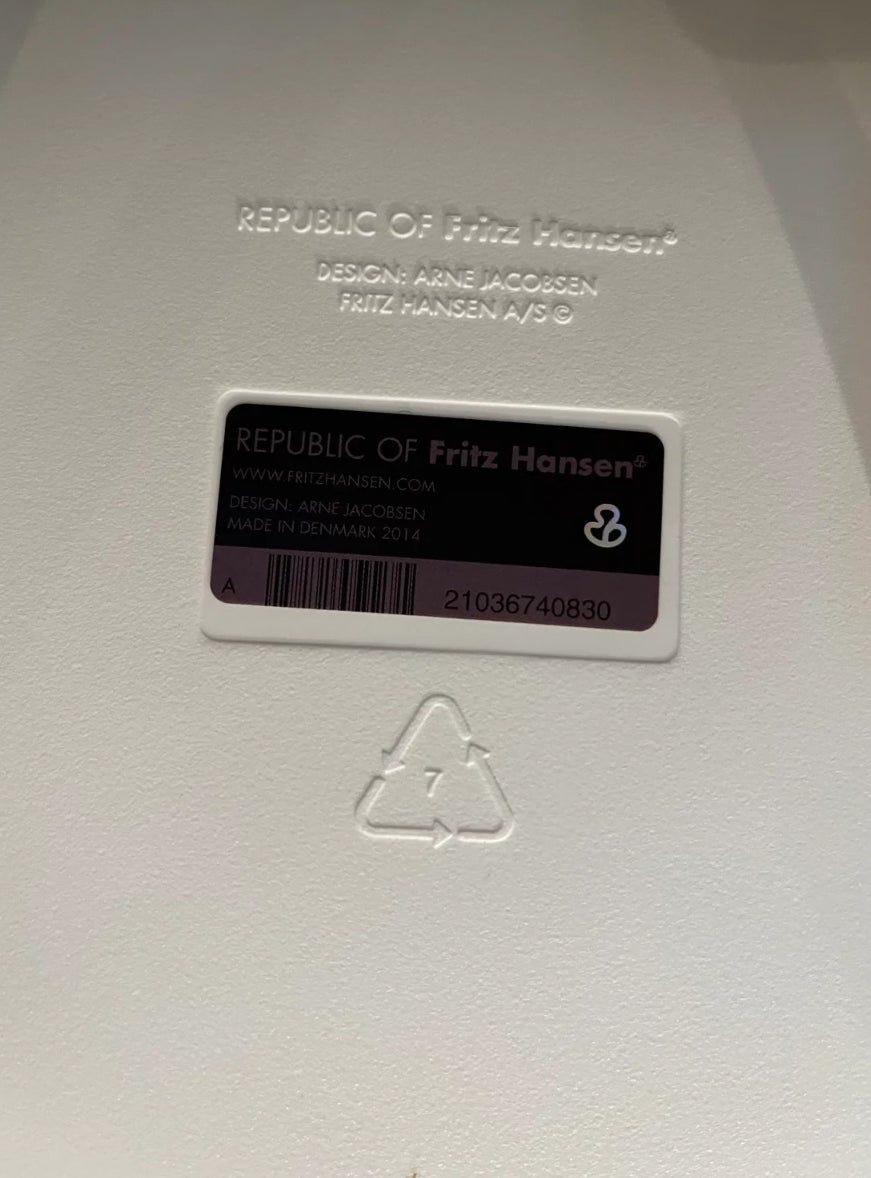 REPUBLIC OF Fritz Hansen®
DESIGN: ARNE JACOBSEN
FRITZ HANSEN A/S ©
REPUBLIC OF Fritz Hansen
WWW.FRITZHANSEN.COM
DESIGN: ARNE JACOBSEN
MADE IN DENMARK 2014
A 21036740830
7